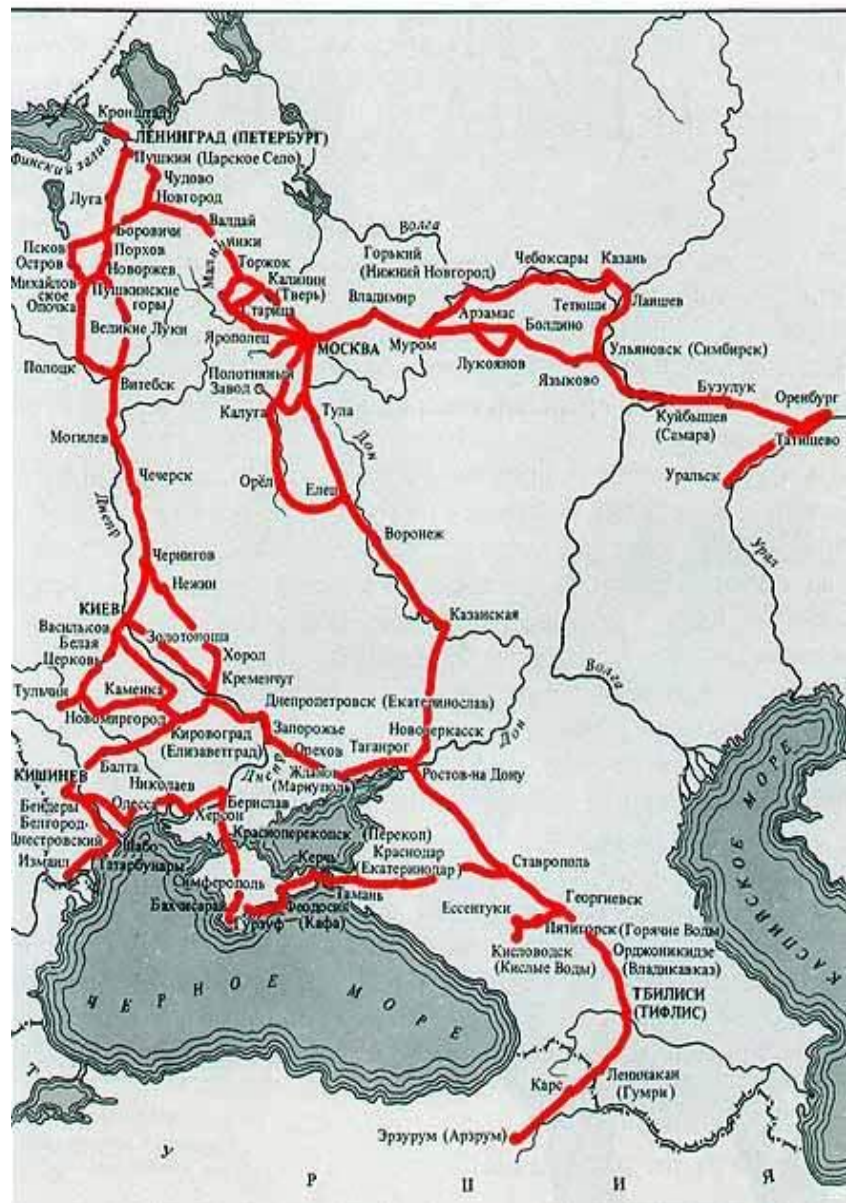 Кронштадт
ЛЕНИНГРАД (ПЕТЕРБУРГ)
Финский залив
Пушкин (Царское Село)
Чудово
Луга
Новгород
Валдай
Волга
Боровичи
Псков
Порхов
Остров
Новоржев
Торжок
Горький
(Нижний Новгород)
Чебоксары
Казань
Михайлов
ское
Пушкинские
горы
Калинин
(Тверь)
Малинники
Старица
Владимир
Арзамас
Тетюши
Лаишев
Опочка
Великие Луки
Ярополец
МОСКВА
Муром
Болдино
Лукоянов
Ульяновск (Симбирск)
Языково
Полоцк
Витебск
Полотняный
Завод
Калуга
Тула
Бузулук
Оренбург
Куйбышев
(Самара)
Татищево
Могилев
Дон
Чечерск
Орёл
Елец
Уральск
Днепр
Воронеж
Урал
Чернигов
Нежин
КИЕВ
Казанская
Васильков
Белая
Церковь
Золотоноша
Хорол
Кременчуг
Волга
Тульчин
Каменка
Днепропетровск (Екатеринослав)
Новомиргород
Кировоград
(Елизаветград)
Запорожье
Новочеркасск
Дон
Орехов
Таганрог
Балта
Жданов
(Мариуполь)
Ростов-на Дону
КИШИНЕВ
Николаев
Днепр
Бендеры
Одесса
Берислав
Херсон
Белгород-
Днестровский
Красноперекопск (Перекоп)
Шабо
Татарбунары
Измаил
Керчь
Краснодар
(Екатеринодар)
Ставрополь
Симферополь
Тамань
Бахчисарай
Феодосия
(Кафа)
Гурзуф
Ессентуки
Георгиевск
Пятигорск (Горячие Воды)
Кисловодск
(Кислые Воды)
Орджоникидзе
(Владикавказ)
КАСПИЙСКОЕ МОРЕ
ЧЕРНОЕ МОРЕ
ТБИЛИСИ
(ТИФЛИС)
Карс
Ленинакан
(Гумри)
Эрзурум (Арзрум)
Т У Р Ц И Я